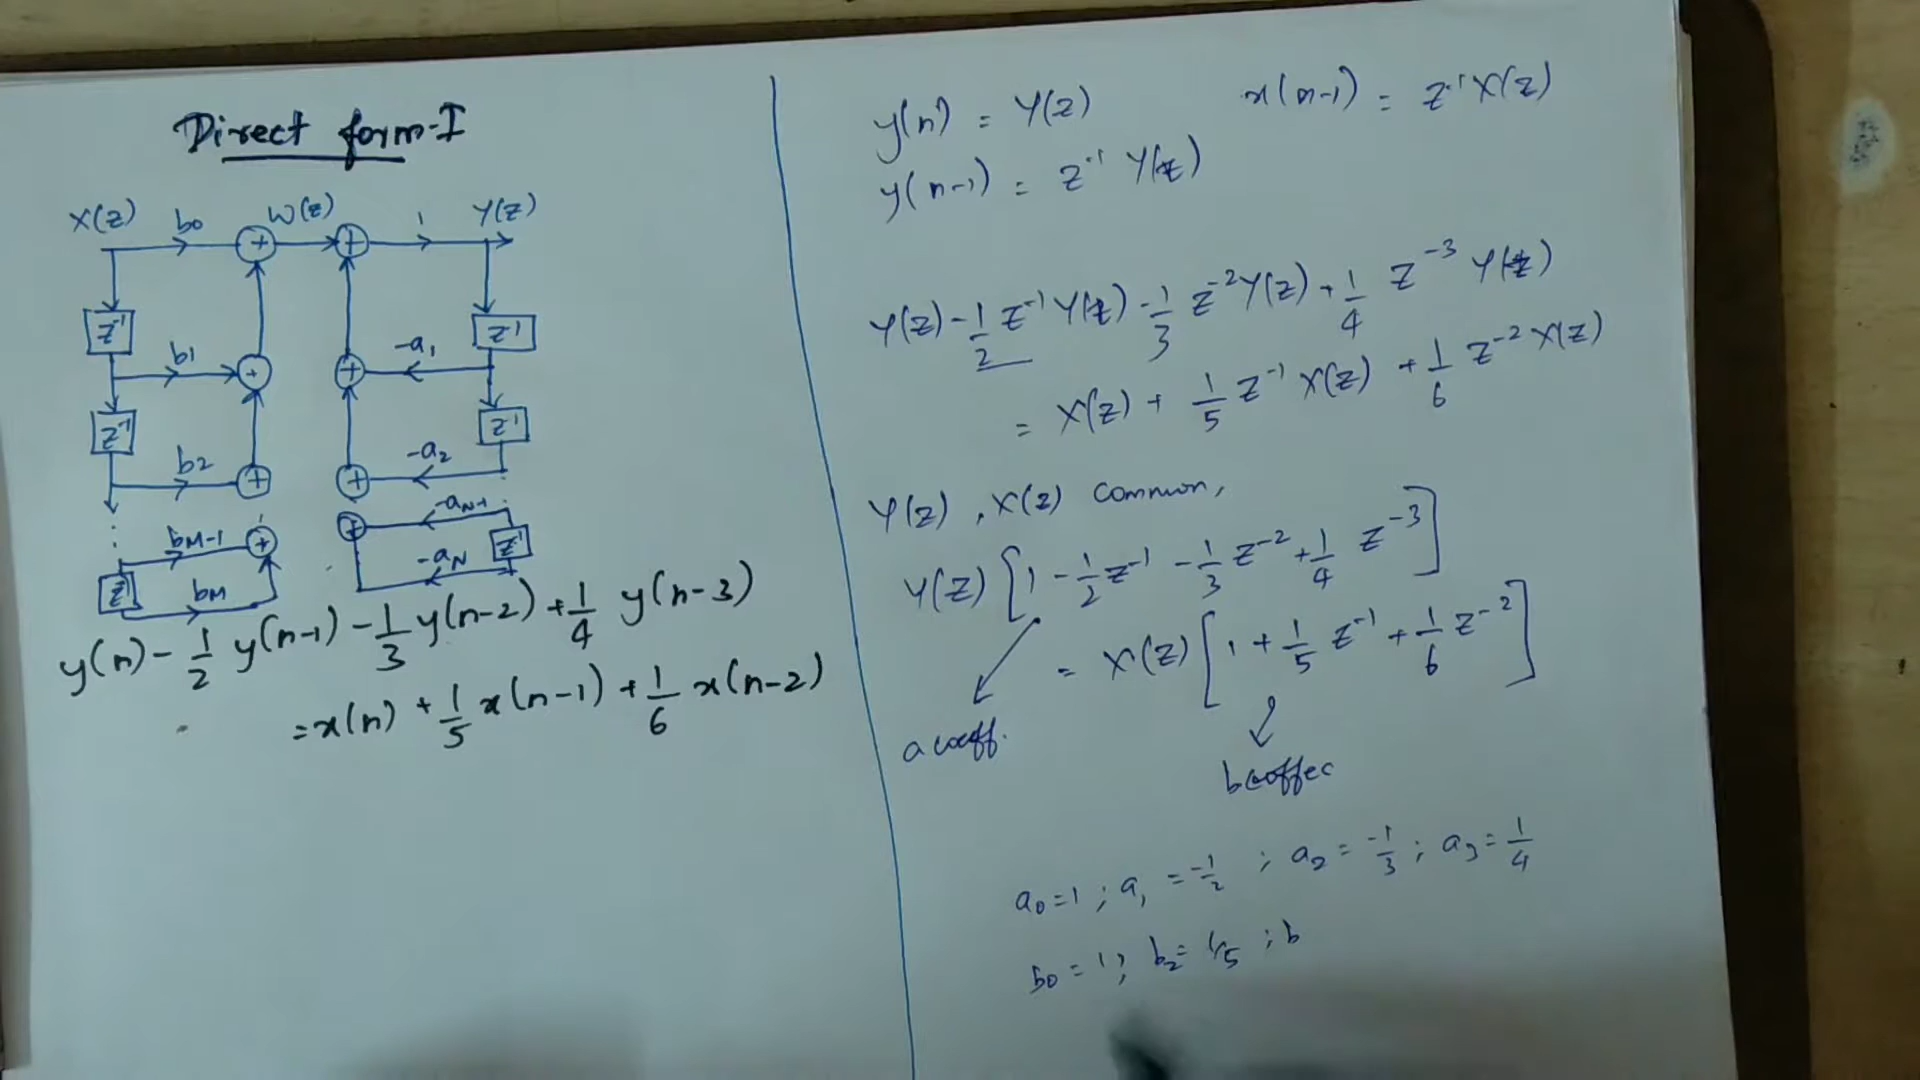 Direct form-I
X(z) b0 W(z) 1 Y(z)
z⁻¹ z⁻¹
b1 -a1
z⁻¹ z⁻¹
b2 -a2
bM-1 -aN-1
z⁻¹ z⁻¹
bM -aN
y(n) - 1/2 y(n-1) - 1/3 y(n-2) + 1/4 y(n-3)
= x(n) + 1/5 x(n-1) + 1/6 x(n-2)
y(n) = Y(z) x(n-1) = z⁻¹ X(z)
y(n-1) = z⁻¹ Y(z)
Y(z) - 1/2 z⁻¹ Y(z) - 1/3 z⁻² Y(z) + 1/4 z⁻³ Y(z)
= X(z) + 1/5 z⁻¹ X(z) + 1/6 z⁻² X(z)
Y(z), X(z) common,
Y(z) [1 - 1/2 z⁻¹ - 1/3 z⁻² + 1/4 z⁻³]
= X(z) [1 + 1/5 z⁻¹ + 1/6 z⁻²]
a coeff.
b coffec
a0 = 1 ; a1 = -1/2 ; a2 = -1/3 ; a3 = 1/4
b0 = 1 ; b2 = 1/5 ; b